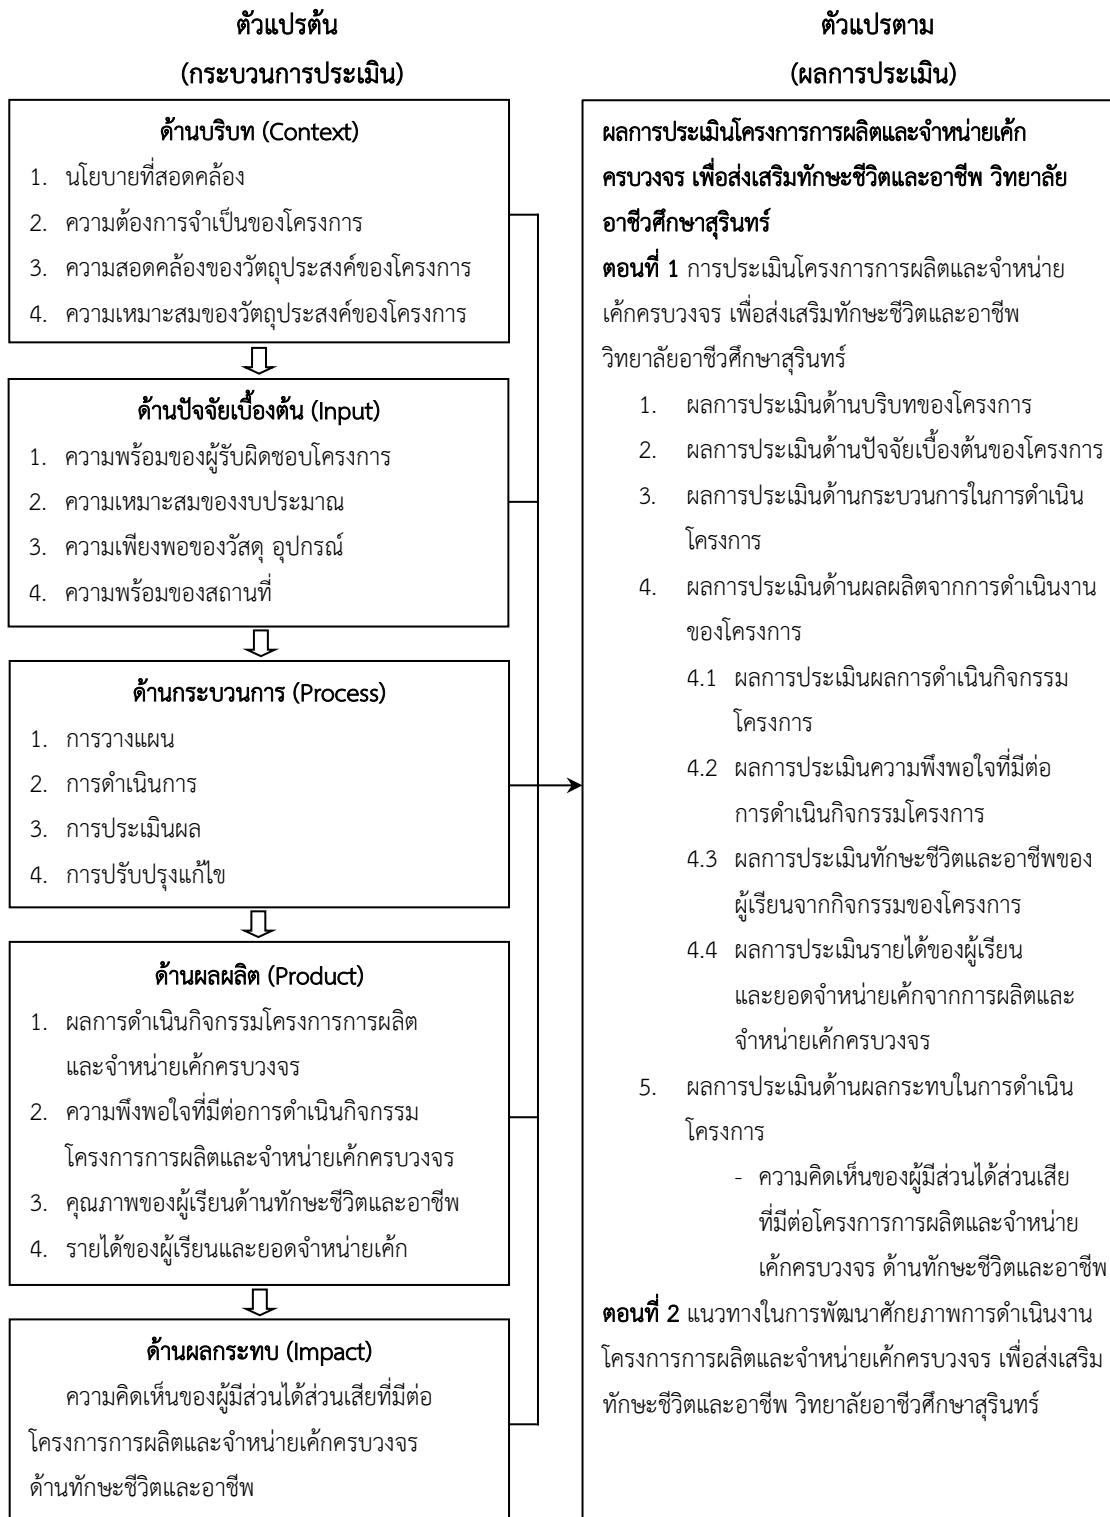 ตัวแปรต้น
(กระบวนการประเมิน)
ด้านบริบท (Context)
1. นโยบายที่สอดคล้อง
2. ความต้องการจำเป็นของโครงการ
3. ความสอดคล้องของวัตถุประสงค์ของโครงการ
4. ความเหมาะสมของวัตถุประสงค์ของโครงการ
ด้านปัจจัยเบื้องต้น (Input)
1. ความพร้อมของผู้รับผิดชอบโครงการ
2. ความเหมาะสมของงบประมาณ
3. ความเพียงพอของวัสดุ อุปกรณ์
4. ความพร้อมของสถานที่
ด้านกระบวนการ (Process)
1. การวางแผน
2. การดำเนินการ
3. การประเมินผล
4. การปรับปรุงแก้ไข
ด้านผลผลิต (Product)
1. ผลการดำเนินกิจกรรมโครงการการผลิต
และจำหน่ายเค้กครบวงจร
2. ความพึงพอใจที่มีต่อการดำเนินกิจกรรม
โครงการการผลิตและจำหน่ายเค้กครบวงจร
3. คุณภาพของผู้เรียนด้านทักษะชีวิตและอาชีพ
4. รายได้ของผู้เรียนและยอดจำหน่ายเค้ก
ด้านผลกระทบ (Impact)
ความคิดเห็นของผู้มีส่วนได้ส่วนเสียที่มีต่อ
โครงการการผลิตและจำหน่ายเค้กครบวงจร
ด้านทักษะชีวิตและอาชีพ
ตัวแปรตาม
(ผลการประเมิน)
ผลการประเมินโครงการการผลิตและจำหน่ายเค้ก
ครบวงจร เพื่อส่งเสริมทักษะชีวิตและอาชีพ วิทยาลัย
อาชีวศึกษาสุรินทร์
ตอนที่ 1 การประเมินโครงการการผลิตและจำหน่าย
เค้กครบวงจร เพื่อส่งเสริมทักษะชีวิตและอาชีพ
วิทยาลัยอาชีวศึกษาสุรินทร์
1. ผลการประเมินด้านบริบทของโครงการ
2. ผลการประเมินด้านปัจจัยเบื้องต้นของโครงการ
3. ผลการประเมินด้านกระบวนการในการดำเนิน
โครงการ
4. ผลการประเมินด้านผลผลิตจากการดำเนินงาน
ของโครงการ
4.1 ผลการประเมินผลการดำเนินกิจกรรม
โครงการ
4.2 ผลการประเมินความพึงพอใจที่มีต่อ
การดำเนินกิจกรรมโครงการ
4.3 ผลการประเมินทักษะชีวิตและอาชีพของ
ผู้เรียนจากกิจกรรมของโครงการ
4.4 ผลการประเมินรายได้ของผู้เรียน
และยอดจำหน่ายเค้กจากการผลิตและ
จำหน่ายเค้กครบวงจร
5. ผลการประเมินด้านผลกระทบในการดำเนิน
โครงการ
- ความคิดเห็นของผู้มีส่วนได้ส่วนเสีย
ที่มีต่อโครงการการผลิตและจำหน่าย
เค้กครบวงจร ด้านทักษะชีวิตและอาชีพ
ตอนที่ 2 แนวทางในการพัฒนาศักยภาพการดำเนินงาน
โครงการการผลิตและจำหน่ายเค้กครบวงจร เพื่อส่งเสริม
ทักษะชีวิตและอาชีพ วิทยาลัยอาชีวศึกษาสุรินทร์